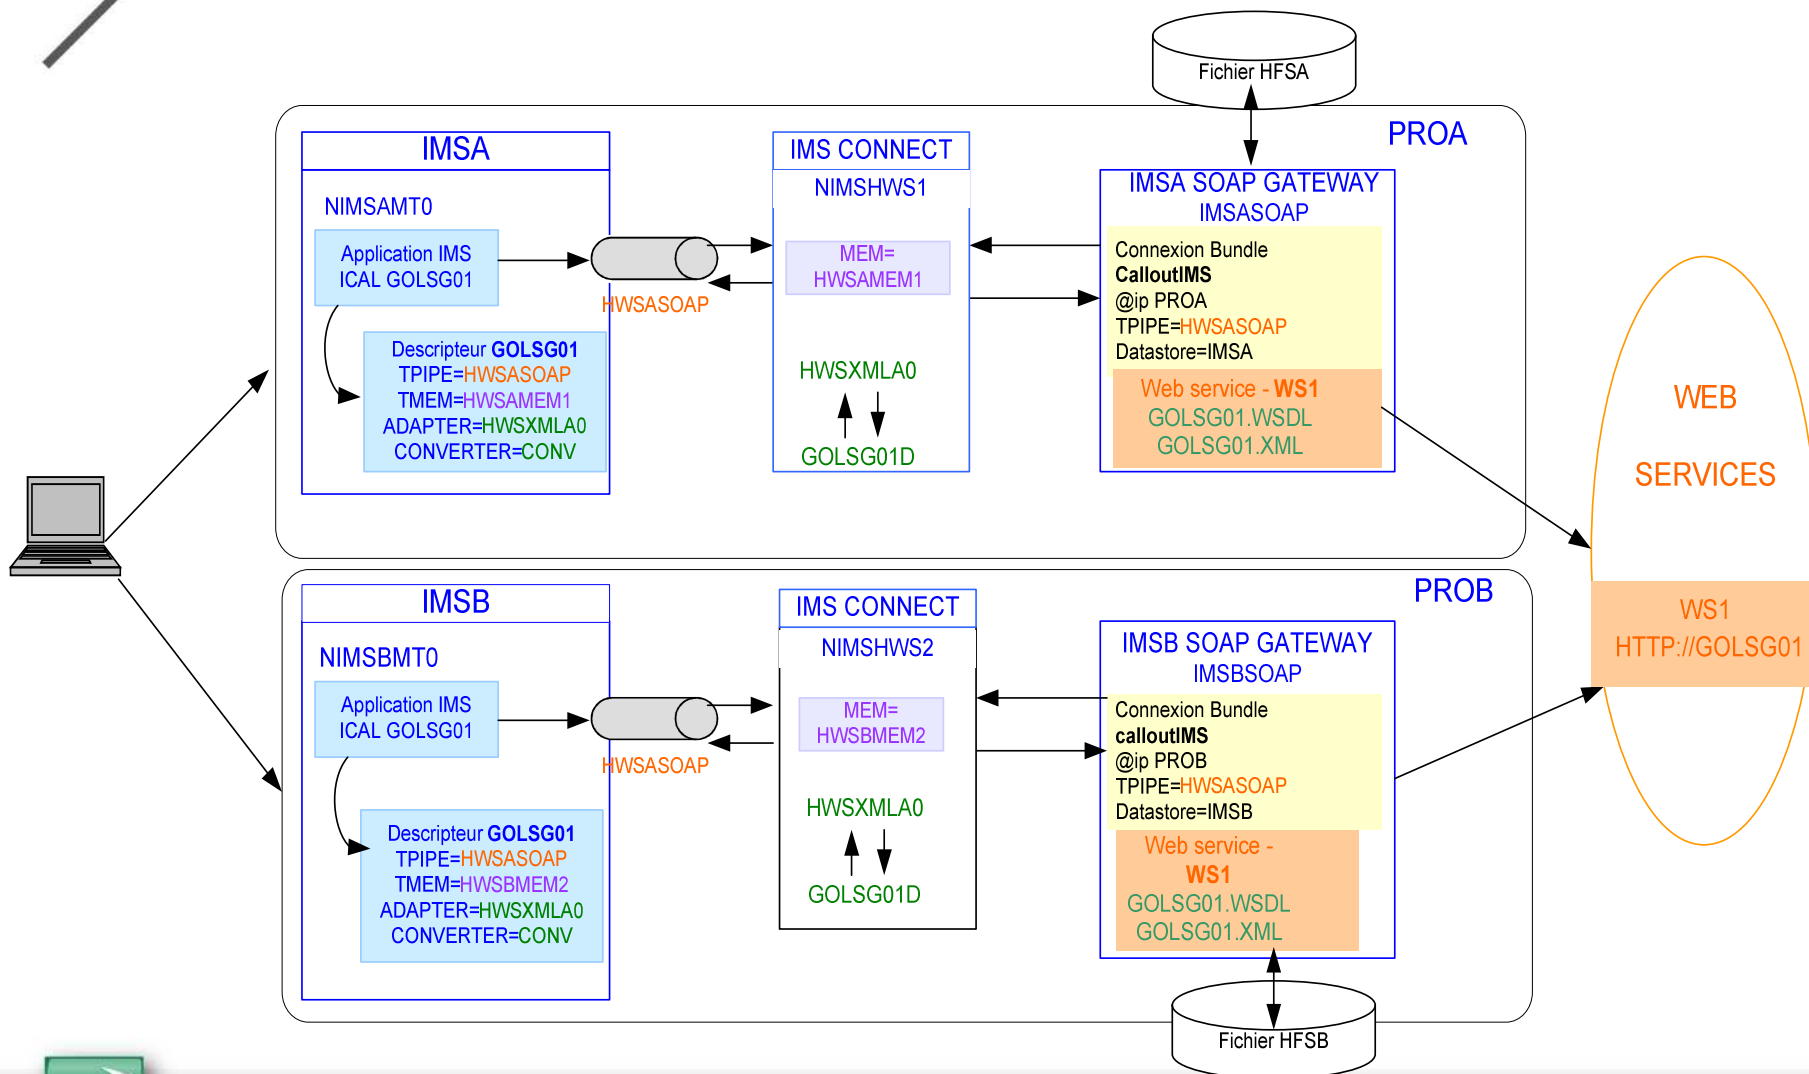 Fichier HFSA
PROA
IMSA
NIMSAMT0
Application IMS
ICAL GOLSG01
Descripteur GOLSG01
TPIPE=HWSASOAP
TMEM=HWSAMEM1
ADAPTER=HWSXMLA0
CONVERTER=CONV
HWSASOAP
IMS CONNECT
NIMSHWS1
MEM=
HWSAMEM1
HWSXMLA0
GOLSG01D
IMSA SOAP GATEWAY
IMSASOAP
Connexion Bundle
CalloutIMS
@ip PROA
TPIPE=HWSASOAP
Datastore=IMSA
Web service - WS1
GOLSG01.WSDL
GOLSG01.XML
WEB
SERVICES
WS1
HTTP://GOLSG01
PROB
IMSB
NIMSBMT0
Application IMS
ICAL GOLSG01
Descripteur GOLSG01
TPIPE=HWSASOAP
TMEM=HWSBMEM2
ADAPTER=HWSXMLA0
CONVERTER=CONV
HWSASOAP
IMS CONNECT
NIMSHWS2
MEM=
HWSBMEM2
HWSXMLA0
GOLSG01D
IMSB SOAP GATEWAY
IMSBSOAP
Connexion Bundle
calloutIMS
@ip PROB
TPIPE=HWSASOAP
Datastore=IMSB
Web service -
WS1
GOLSG01.WSDL
GOLSG01.XML
Fichier HFSB